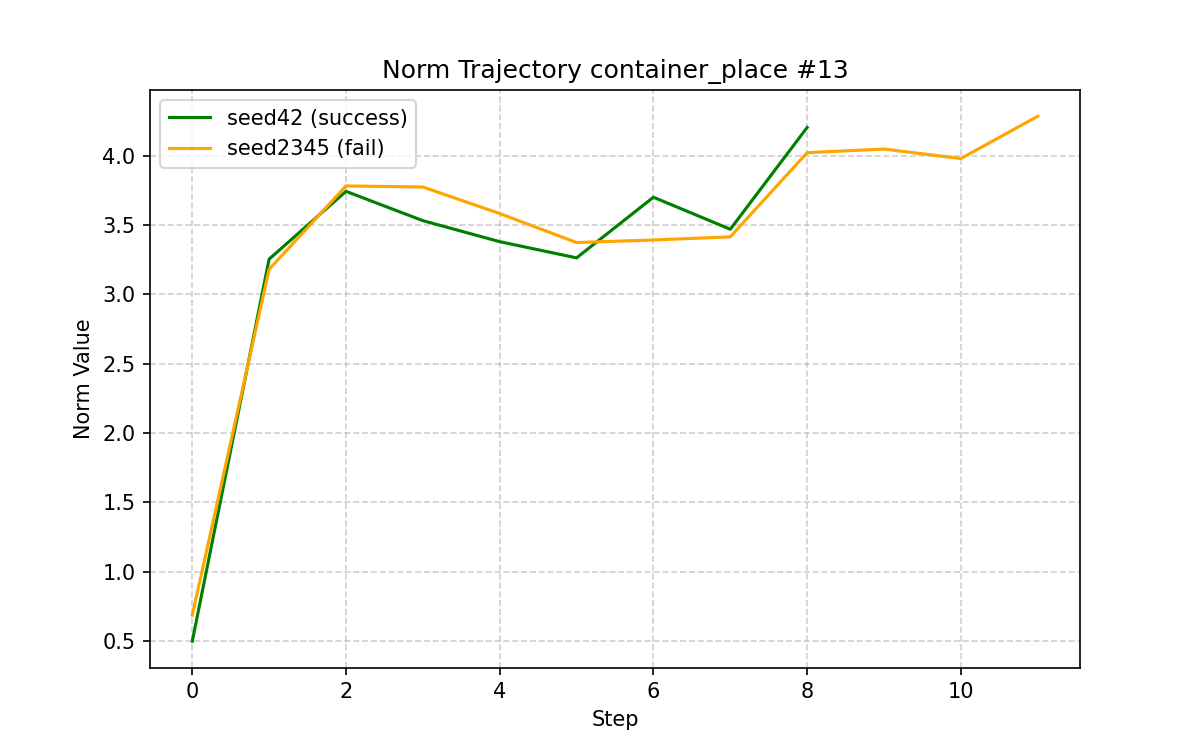 Norm Trajectory container_place #13
seed42 (success)
seed2345 (fail)
Norm Value
4.0
3.5
3.0
2.5
2.0
1.5
1.0
0.5
0 2 4 6 8 10
Step